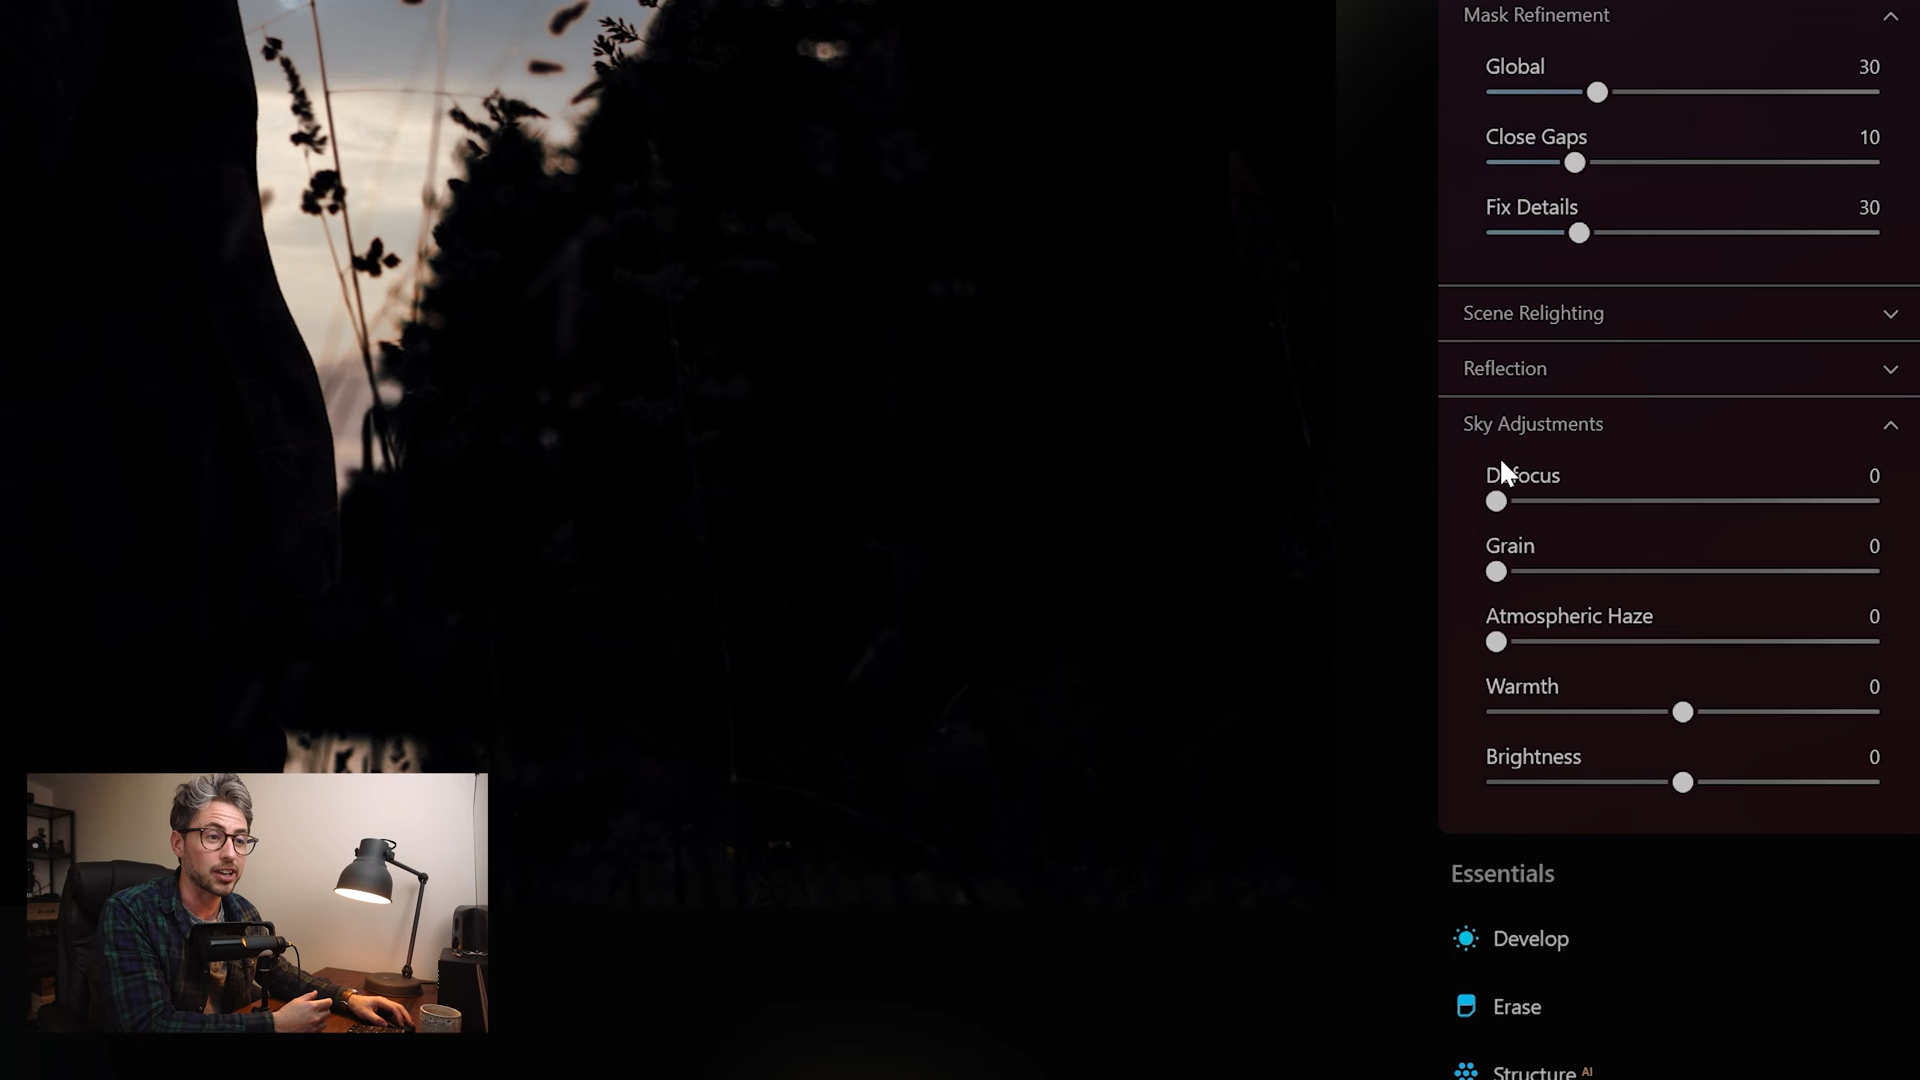 Mask Refinement
Global 30
Close Gaps 10
Fix Details 30
Scene Relighting
Reflection
Sky Adjustments
Defocus 0
Grain 0
Atmospheric Haze 0
Warmth 0
Brightness 0
Essentials
Develop
Erase
Structure AI